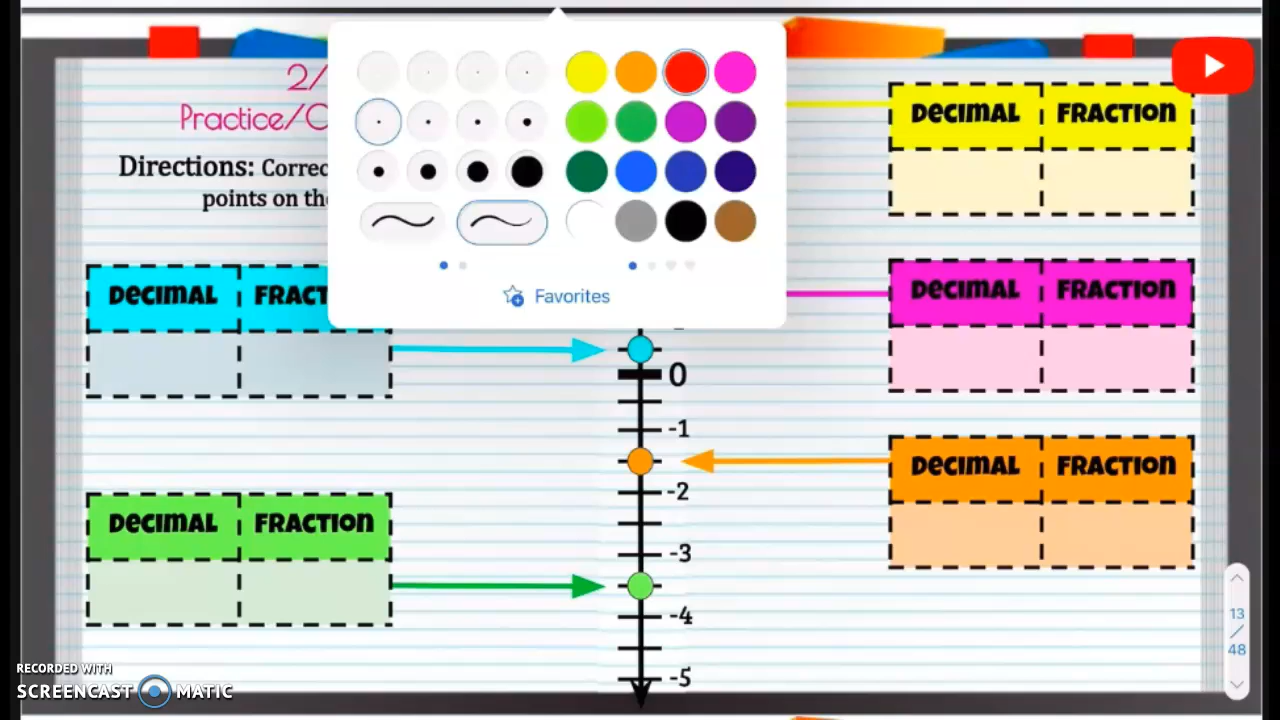 2/
Practice/C
Directions: Correc
points on the
DECIMAL FRACTION
DECIMAL FRACT
DECIMAL FRACTION
Favorites
0
-1
DECIMAL FRACTION
-2
DECIMAL FRACTION
-3
-4
-5
13
/
48
RECORDED WITH
SCREENCAST MATIC